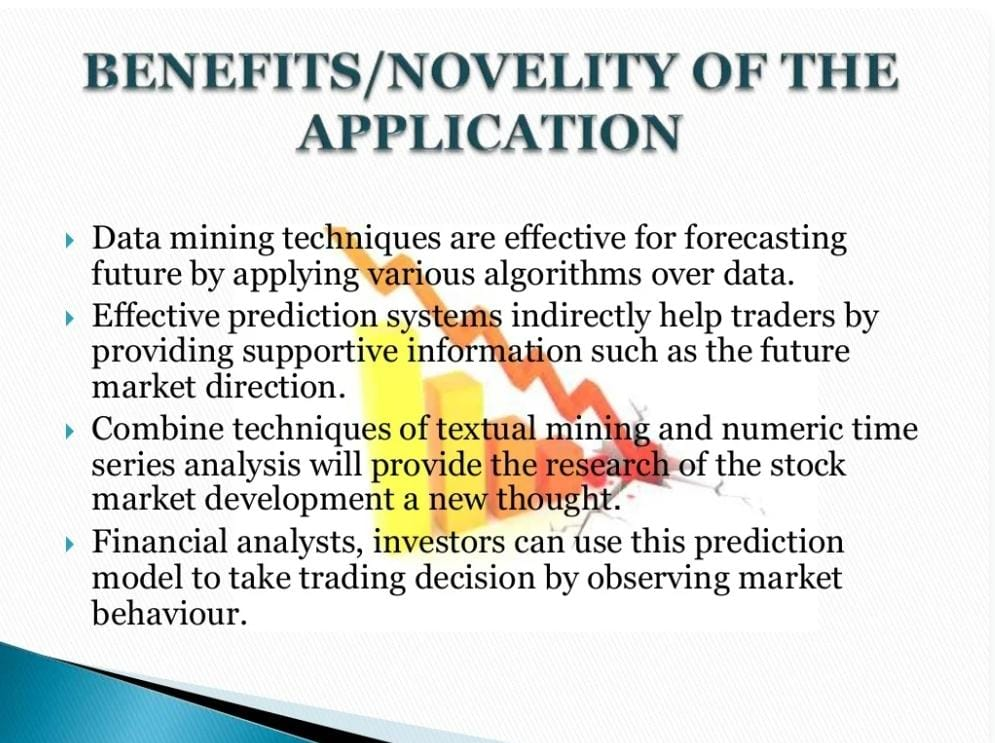 BENEFITS/NOVELITY OF THE
APPLICATION
Data mining techniques are effective for forecasting
future by applying various algorithms over data.
Effective prediction systems indirectly help traders by
providing supportive information such as the future
market direction.
Combine techniques of textual mining and numeric time
series analysis will provide the research of the stock
market development a new thought.
Financial analysts, investors can use this prediction
model to take trading decision by observing market
behaviour.